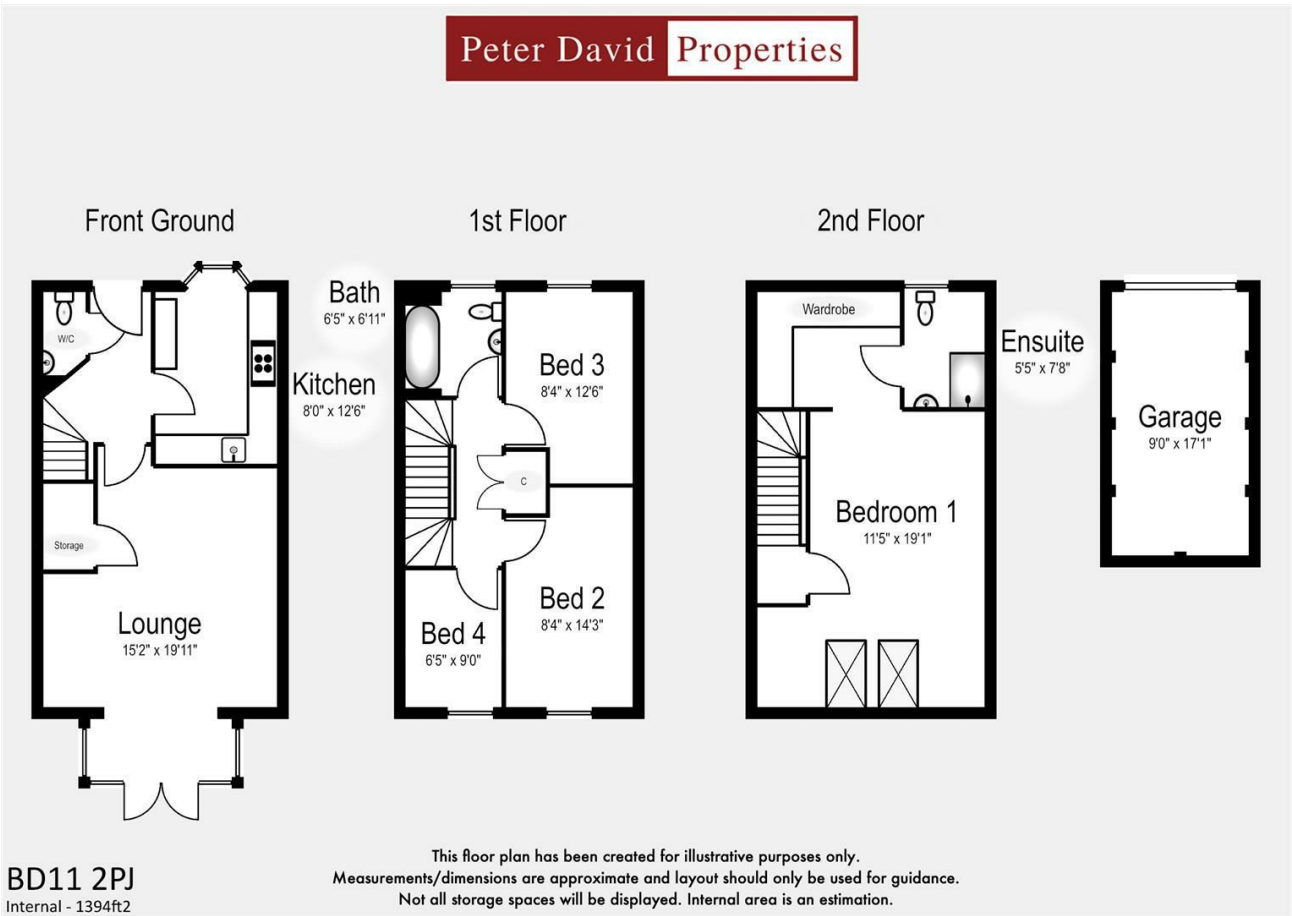 Peter David Properties
Front Ground
1st Floor
2nd Floor
W/C
Storage
Lounge
15'2" x 19'11"
Kitchen
8'0" x 12'6"
Bath
6'5" x 6'11"
Bed 3
8'4" x 12'6"
C
Bed 2
8'4" x 14'3"
Bed 4
6'5" x 9'0"
Wardrobe
Ensuite
5'5" x 7'8"
Bedroom 1
11'5" x 19'1"
Garage
9'0" x 17'1"
BD11 2PJ
Internal - 1394ft2
This floor plan has been created for illustrative purposes only.
Measurements/dimensions are approximate and layout should only be used for guidance.
Not all storage spaces will be displayed. Internal area is an estimation.